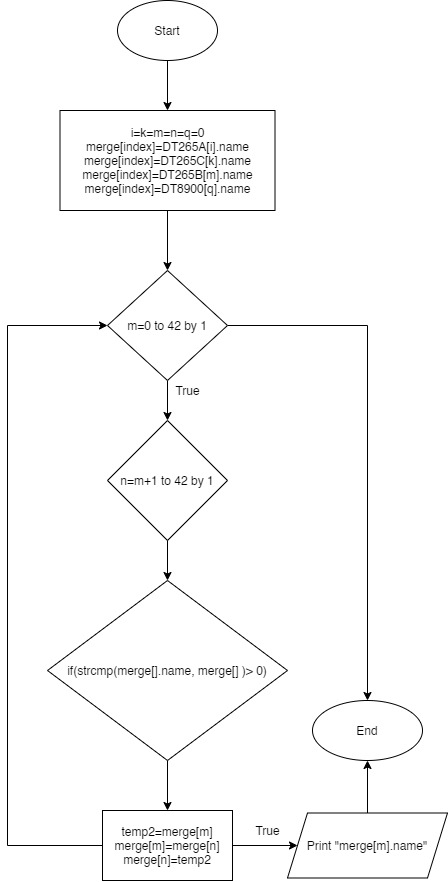 Start
i=k=m=n=q=0
merge[index]=DT265A[i].name
merge[index]=DT265C[k].name
merge[index]=DT265B[m].name
merge[index]=DT8900[q].name
m=0 to 42 by 1
True
n=m+1 to 42 by 1
if(strcmp(merge[].name, merge[] )> 0)
End
temp2=merge[m]
merge[m]=merge[n]
merge[n]=temp2
True
Print "merge[m].name"